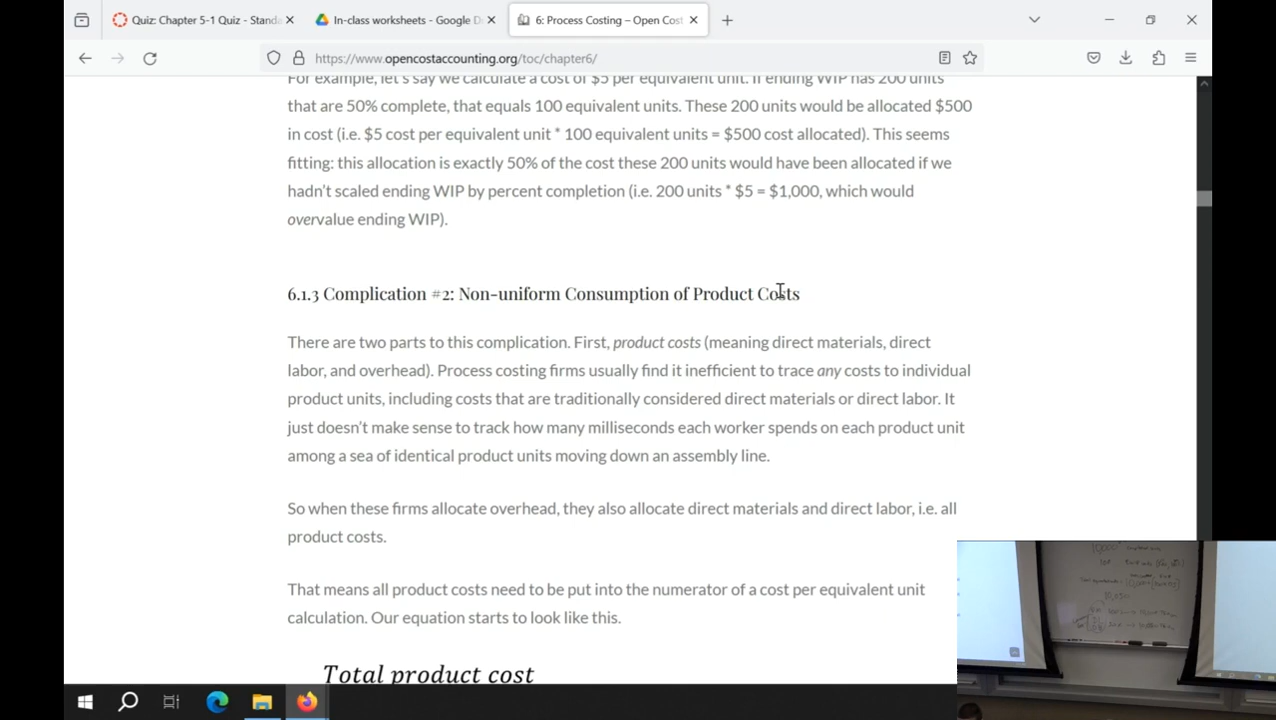 Quiz: Chapter 5-1 Quiz - Standa
In-class worksheets - Google D
6: Process Costing – Open Cost
https://www.opencostaccounting.org/toc/chapter6/
For example, let's say we calculate a cost of $5 per equivalent unit. If ending WIP has 200 units
that are 50% complete, that equals 100 equivalent units. These 200 units would be allocated $500
in cost (i.e. $5 cost per equivalent unit * 100 equivalent units = $500 cost allocated). This seems
fitting: this allocation is exactly 50% of the cost these 200 units would have been allocated if we
hadn't scaled ending WIP by percent completion (i.e. 200 units * $5 = $1,000, which would
overvalue ending WIP).
6.1.3 Complication #2: Non-uniform Consumption of Product Costs
There are two parts to this complication. First, product costs (meaning direct materials, direct
labor, and overhead). Process costing firms usually find it inefficient to trace any costs to individual
product units, including costs that are traditionally considered direct materials or direct labor. It
just doesn't make sense to track how many milliseconds each worker spends on each product unit
among a sea of identical product units moving down an assembly line.
So when these firms allocate overhead, they also allocate direct materials and direct labor, i.e. all
product costs.
That means all product costs need to be put into the numerator of a cost per equivalent unit
calculation. Our equation starts to look like this.
Total product cost